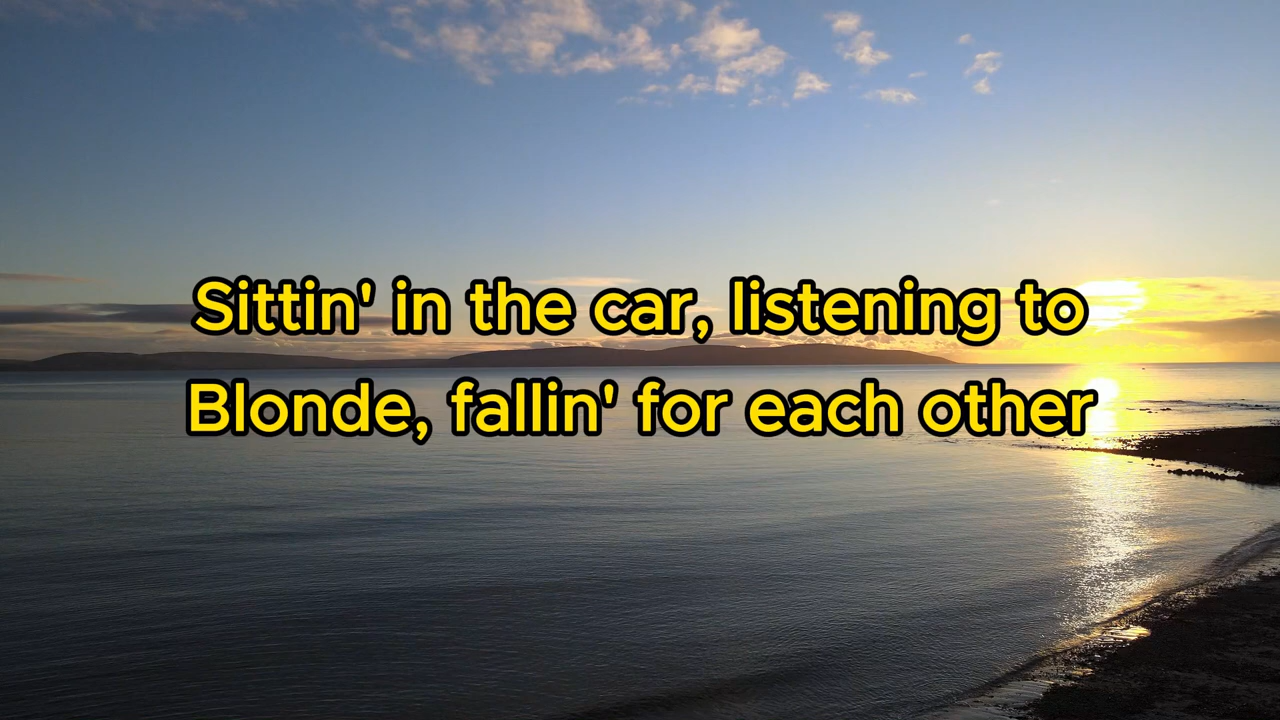 Sittin' in the car, listening to
Blonde, fallin' for each other